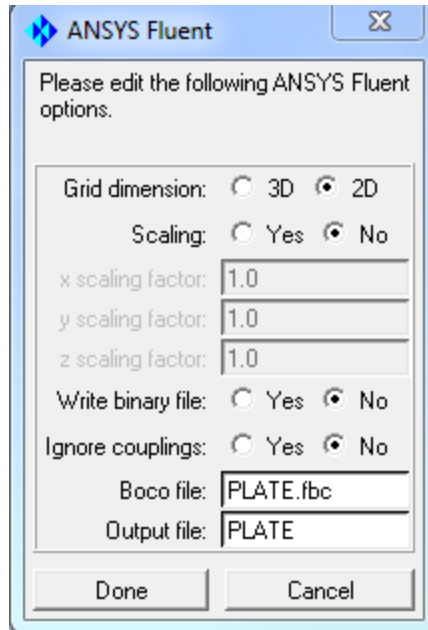 ANSYS Fluent
Please edit the following ANSYS Fluent
options.
Grid dimension: 3D 2D
Scaling: Yes No
x scaling factor: 1.0
y scaling factor: 1.0
z scaling factor: 1.0
Write binary file: Yes No
Ignore couplings: Yes No
Boco file: PLATE.fbc
Output file: PLATE
Done Cancel